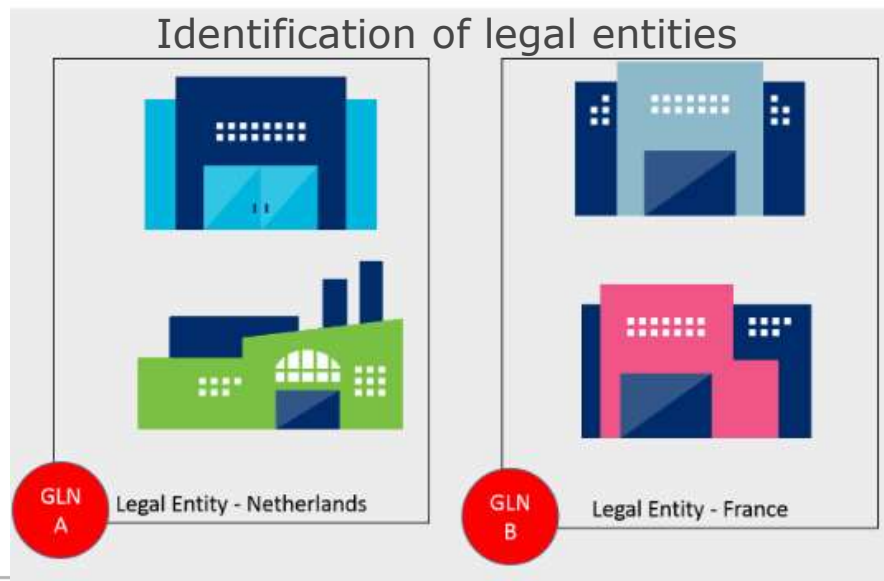 Identification of legal entities
GLN
A
Legal Entity - Netherlands
GLN
B
Legal Entity - France